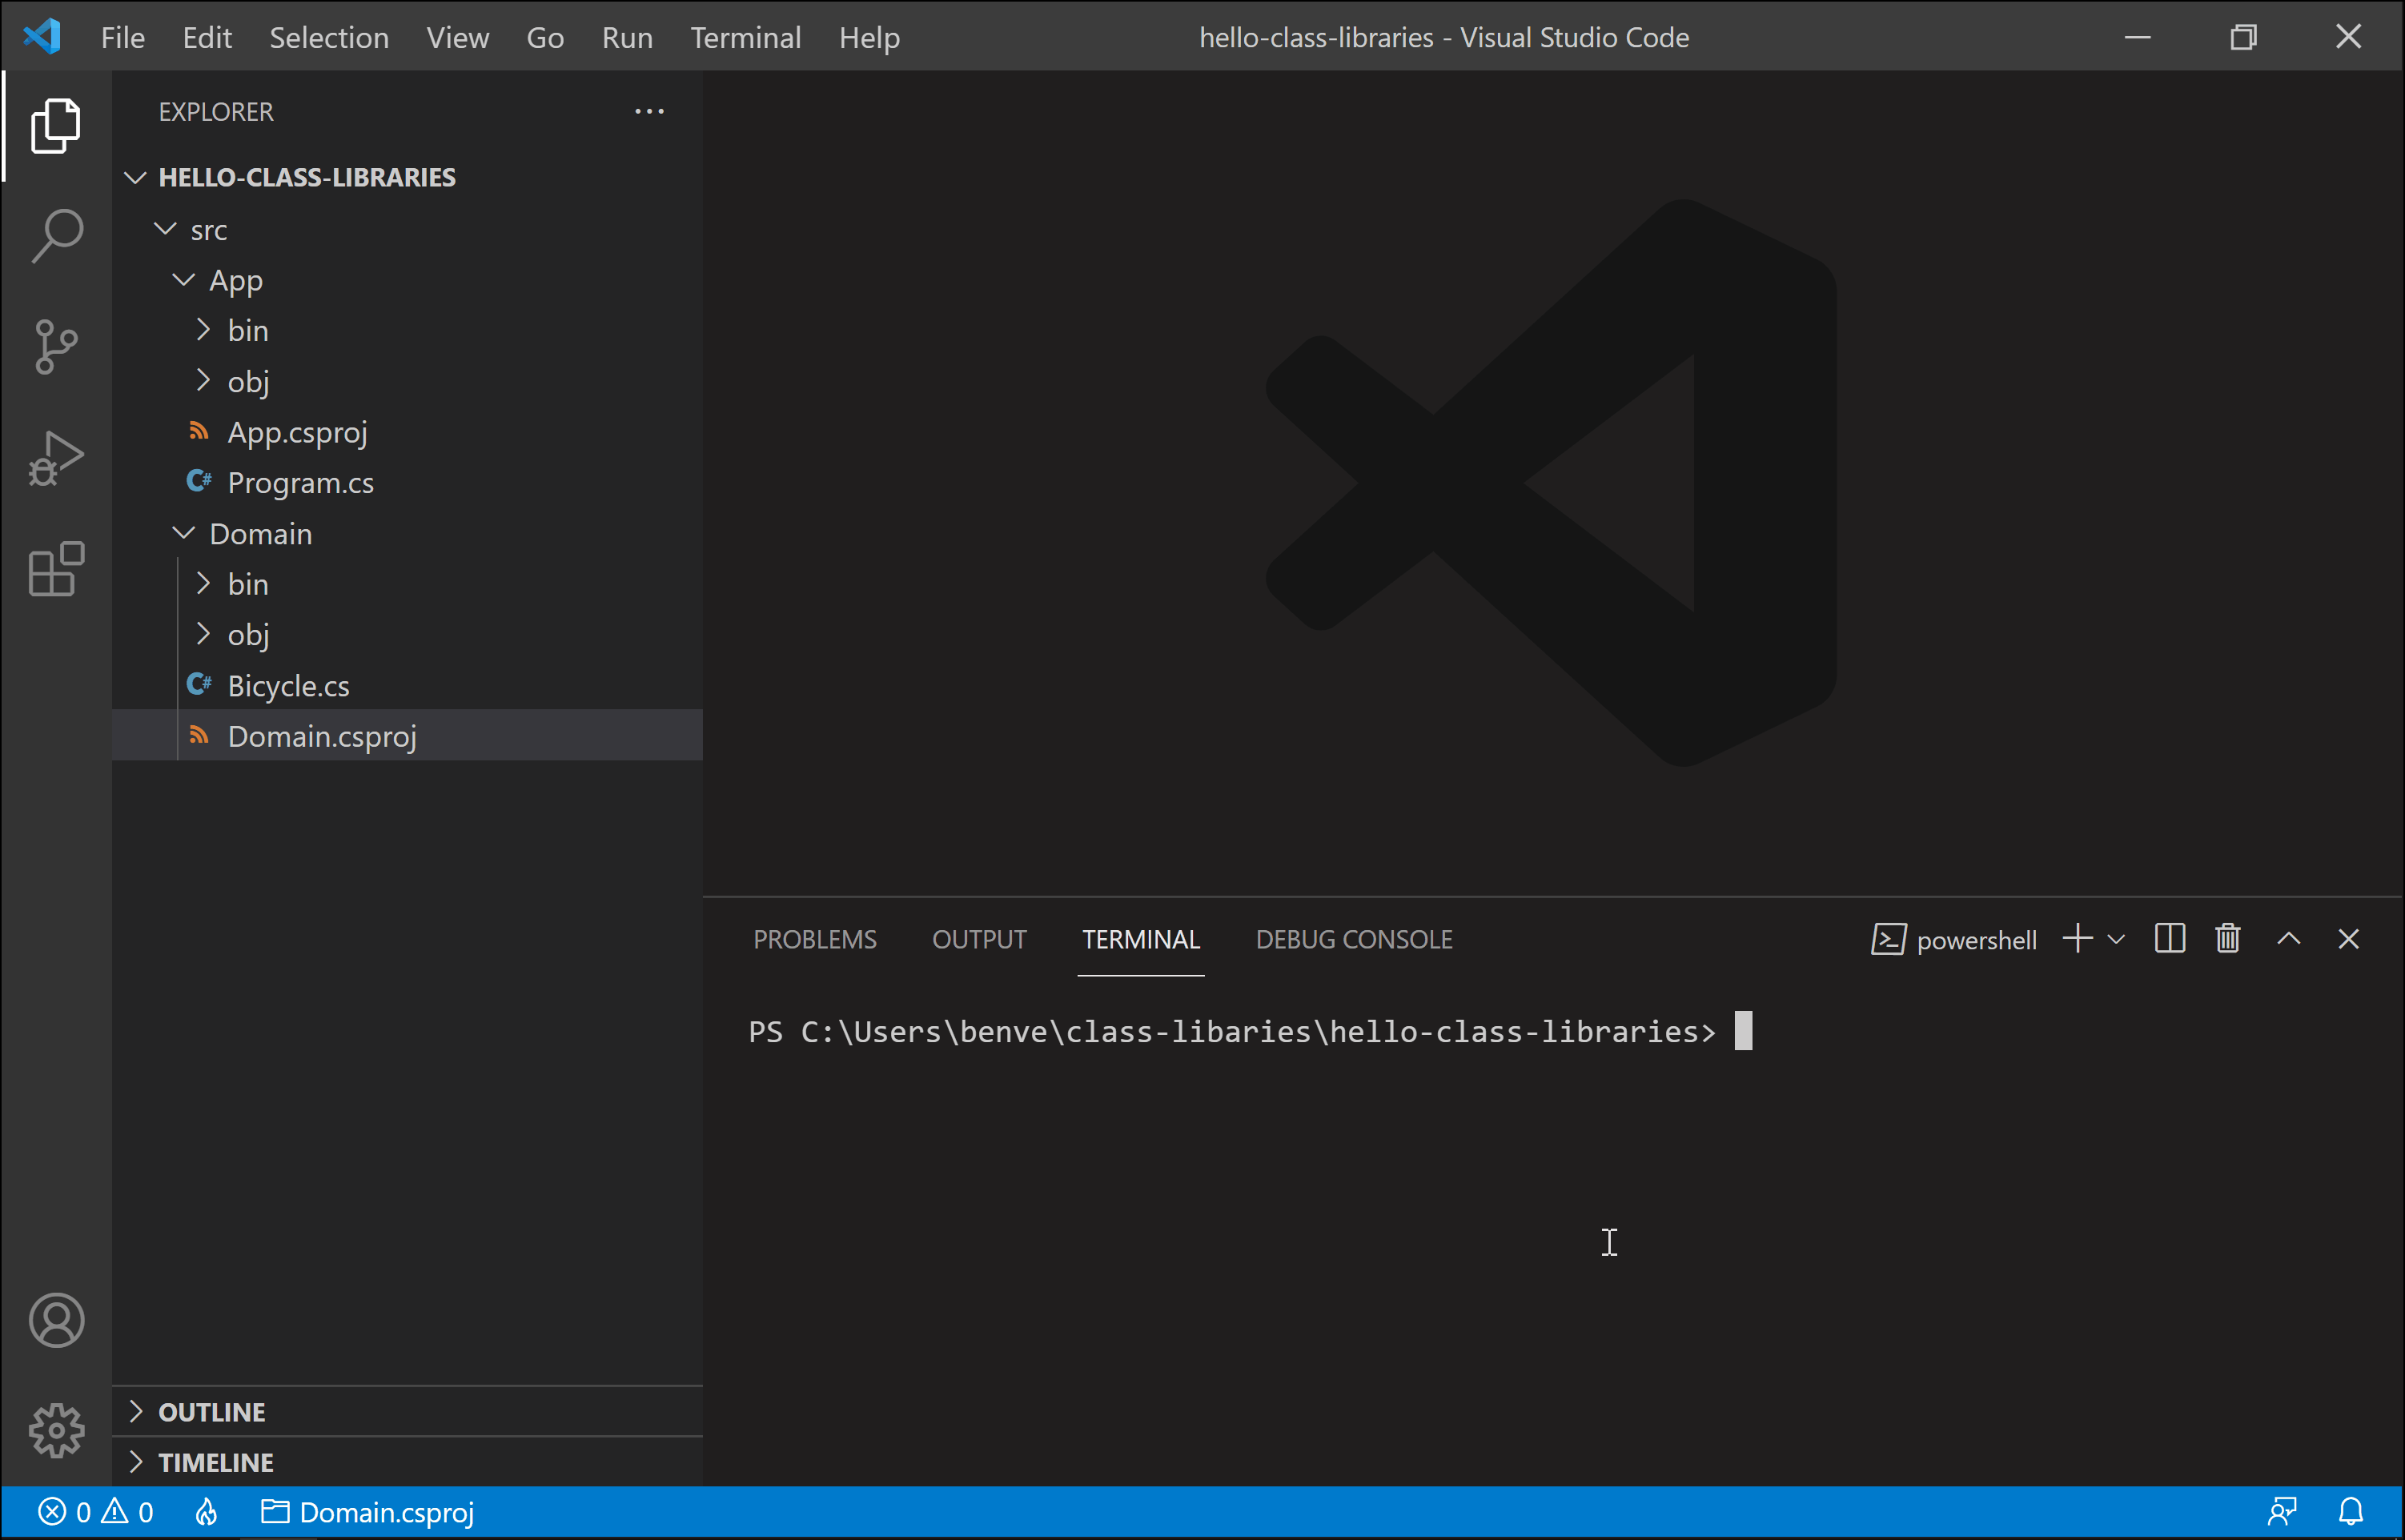 File Edit Selection View Go Run Terminal Help hello-class-libraries - Visual Studio Code
EXPLORER
HELLO-CLASS-LIBRARIES
src
App
bin
obj
App.csproj
C# Program.cs
Domain
bin
obj
C# Bicycle.cs
Domain.csproj
OUTLINE
TIMELINE
PROBLEMS OUTPUT TERMINAL DEBUG CONSOLE powershell
PS C:\Users\benve\class-libaries\hello-class-libraries>
0 0 Domain.csproj